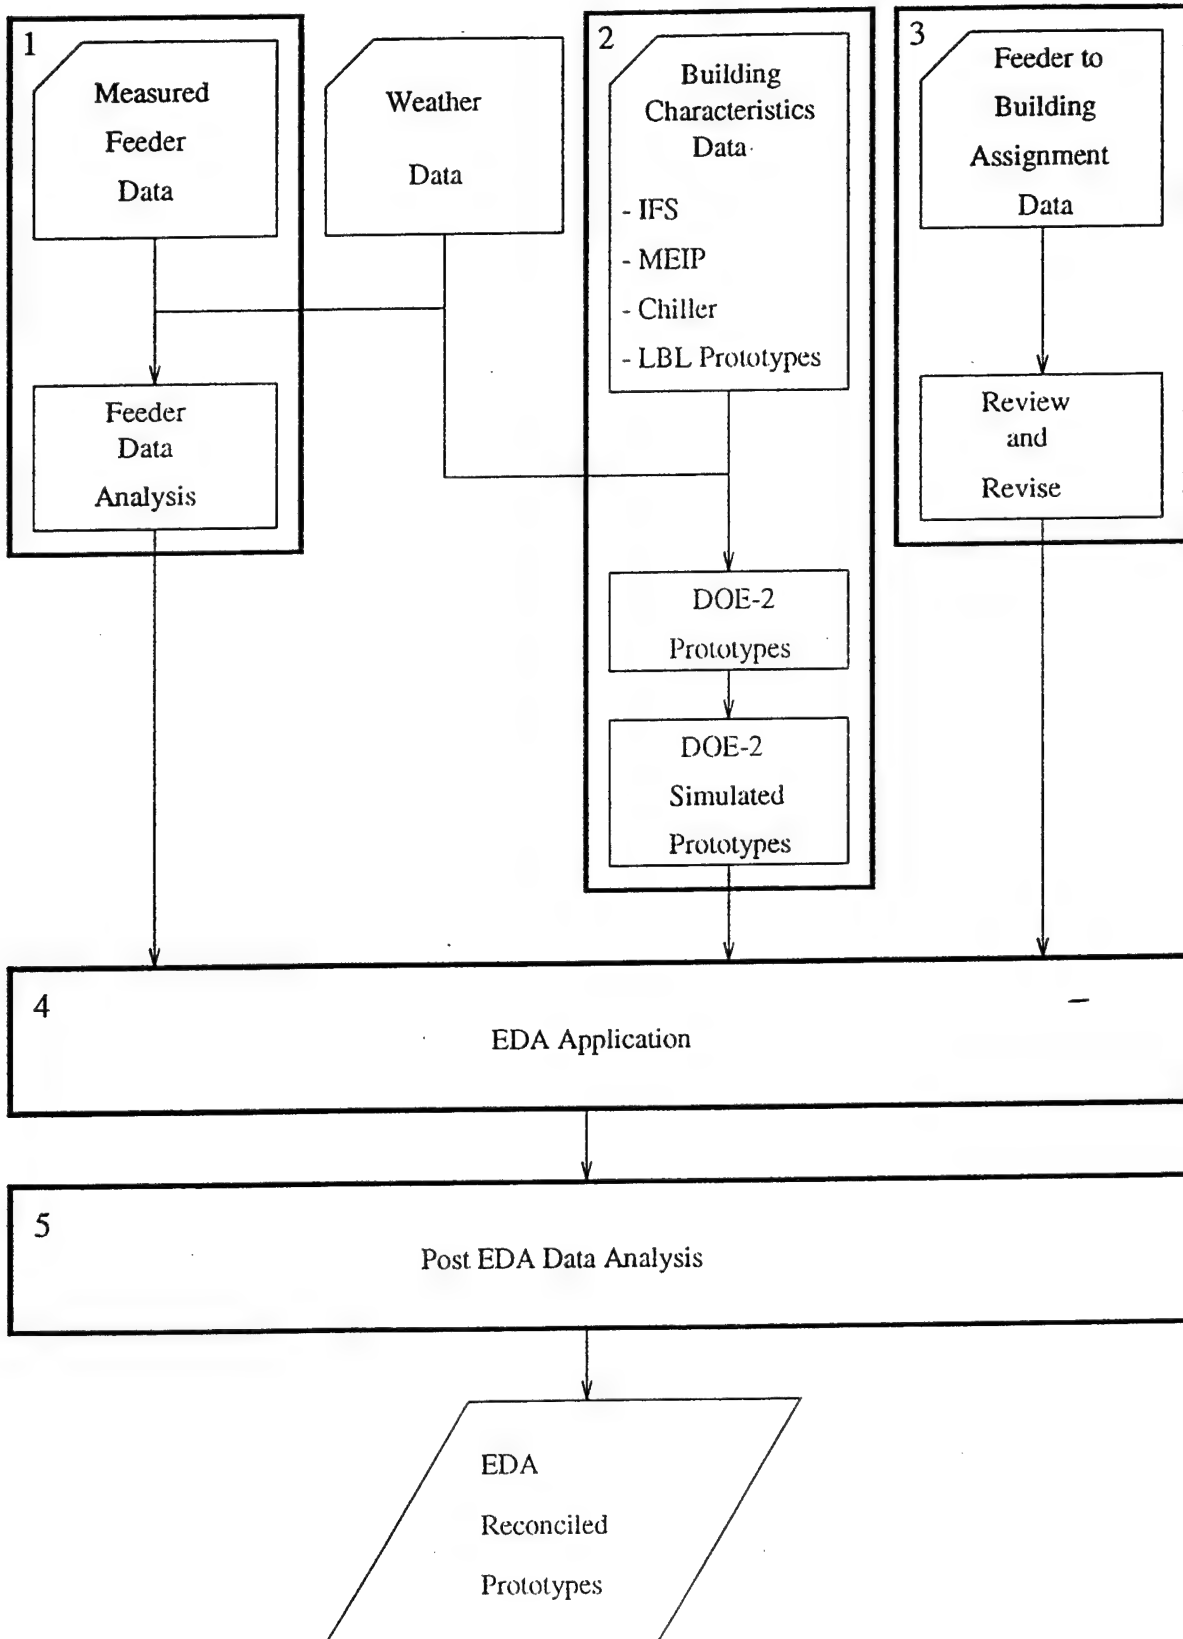 1
Measured
Feeder
Data
Weather
Data
2
Building
Characteristics
Data
- IFS
- MEIP
- Chiller
- LBL Prototypes
3
Feeder to
Building
Assignment
Data
Feeder
Data
Analysis
Review
and
Revise
DOE-2
Prototypes
DOE-2
Simulated
Prototypes
4
EDA Application
5
Post EDA Data Analysis
EDA
Reconciled
Prototypes